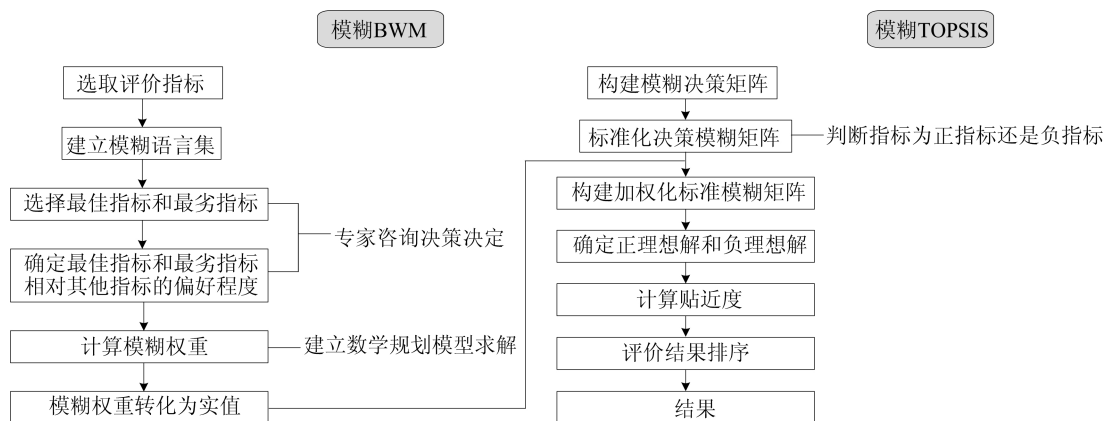 模糊BWM
选取评价指标
建立模糊语言集
选择最佳指标和最劣指标
专家咨询决策决定
确定最佳指标和最劣指标
相对其他指标的偏好程度
计算模糊权重
建立数学规划模型求解
模糊权重转化为实值
模糊TOPSIS
构建模糊决策矩阵
标准化决策模糊矩阵
判断指标为正指标还是负指标
构建加权化标准模糊矩阵
确定正理想解和负理想解
计算贴近度
评价结果排序
结果